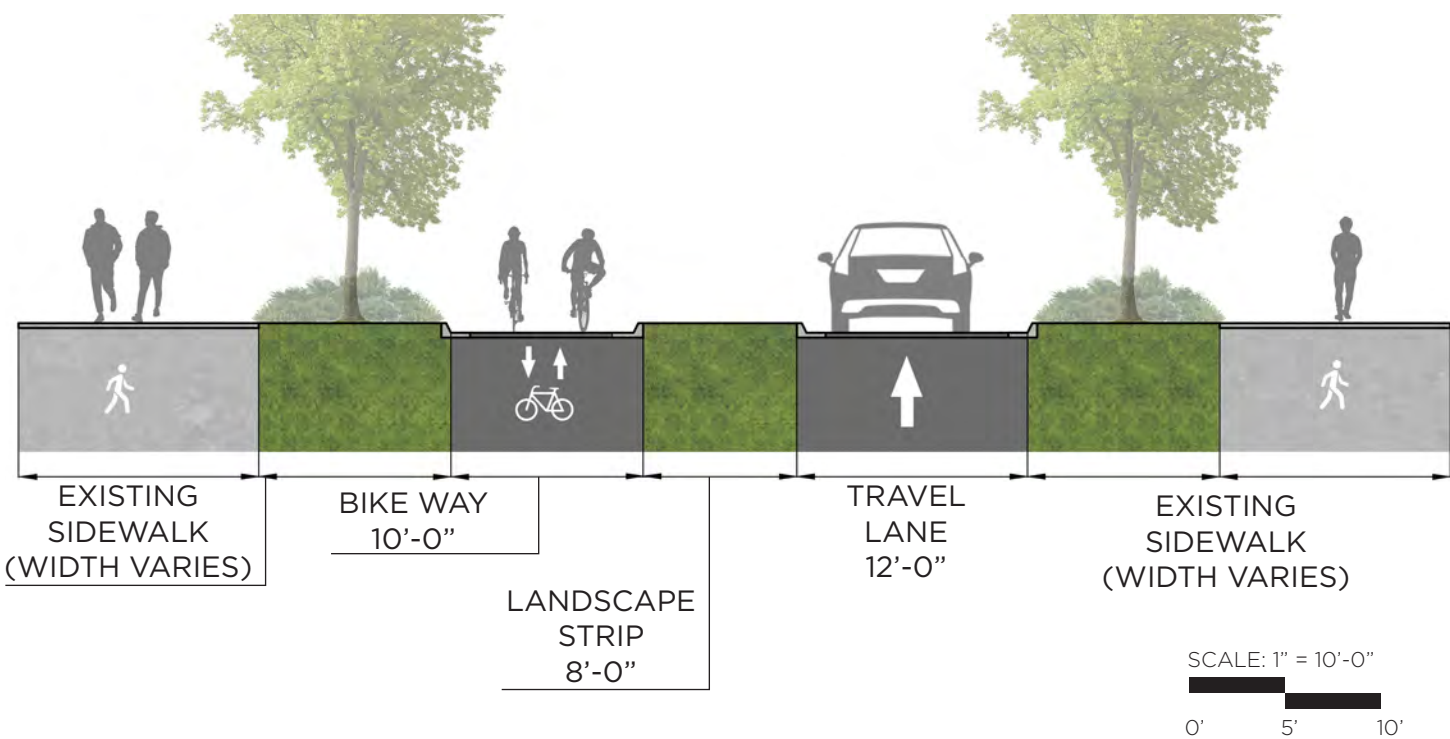 EXISTING
SIDEWALK
(WIDTH VARIES)
BIKE WAY
10’-0”
LANDSCAPE
STRIP
8’-0”
TRAVEL
LANE
12’-0”
EXISTING
SIDEWALK
(WIDTH VARIES)
SCALE: 1” = 10’-0”
0’ 5’ 10’